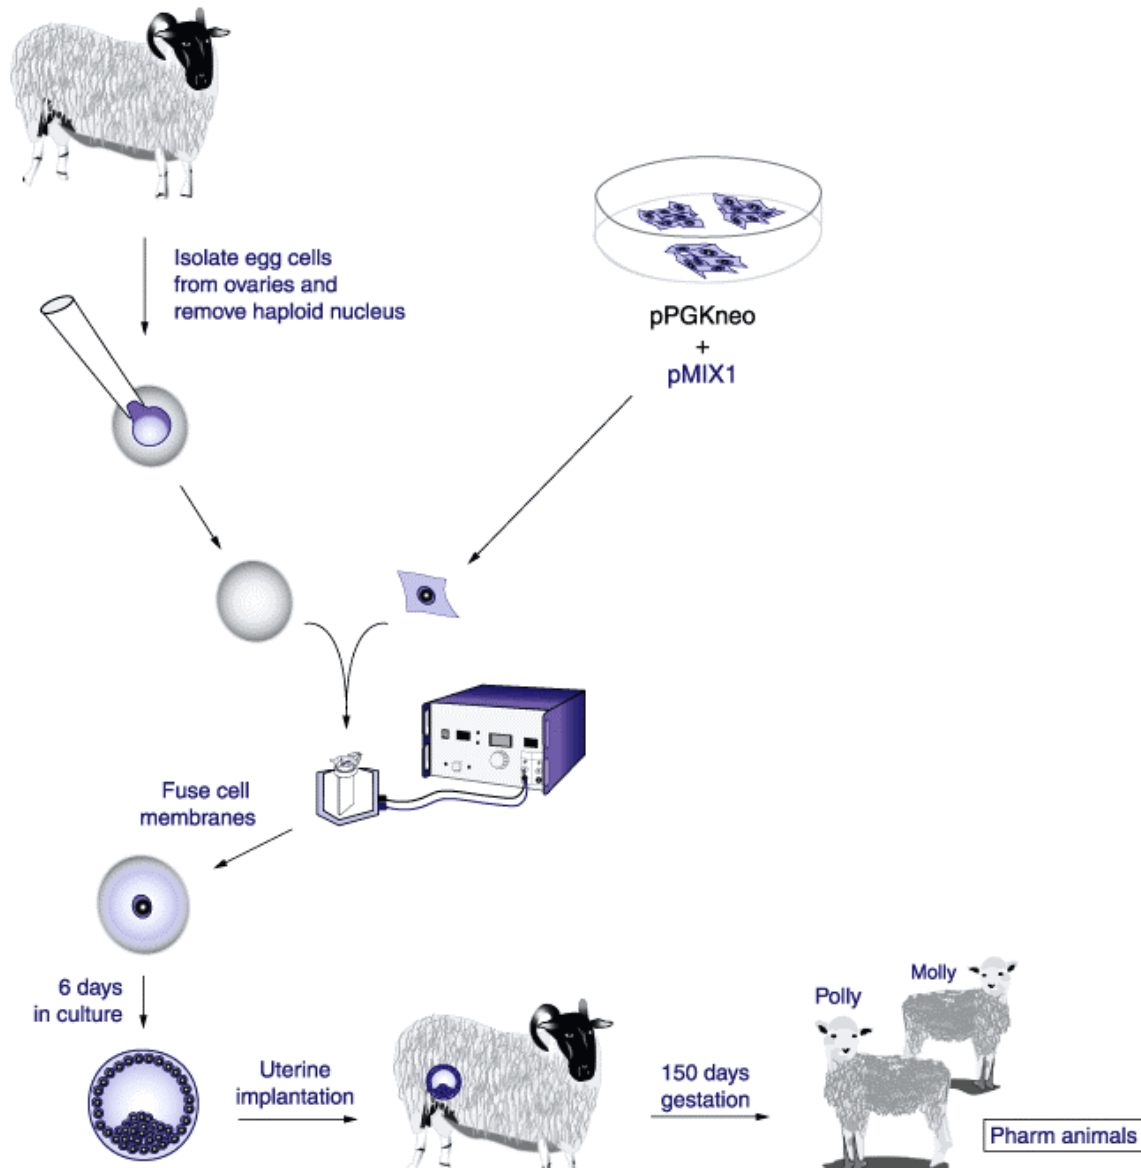 Isolate egg cells
from ovaries and
remove haploid nucleus
pPGKneo
+
pMIX1
Fuse cell
membranes
6 days
in culture
Uterine
implantation
150 days
gestation
Polly
Molly
Pharm animals